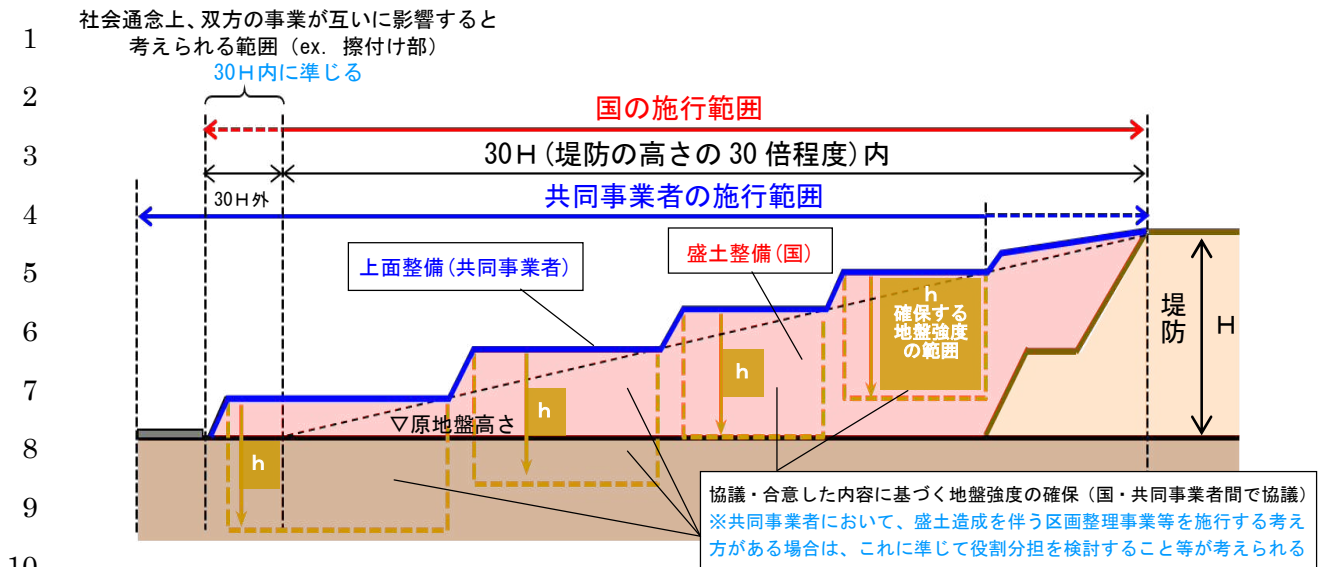 社会通念上、双方の事業が互いに影響すると
考えられる範囲（ex. 擦付け部）
30H内に準じる
国の施行範囲
30H(堤防の高さの30倍程度)内
30H外
共同事業者の施行範囲
上面整備(共同事業者)
盛土整備(国)
h
確保する
地盤強度
の範囲
堤防
H
h
h
▽原地盤高さ
h
協議・合意した内容に基づく地盤強度の確保（国・共同事業者間で協議）
※共同事業者において、盛土造成を伴う区画整理事業等を施行する考え
方がある場合は、これに準じて役割分担を検討すること等が考えられる
1
2
3
4
5
6
7
8
9
10